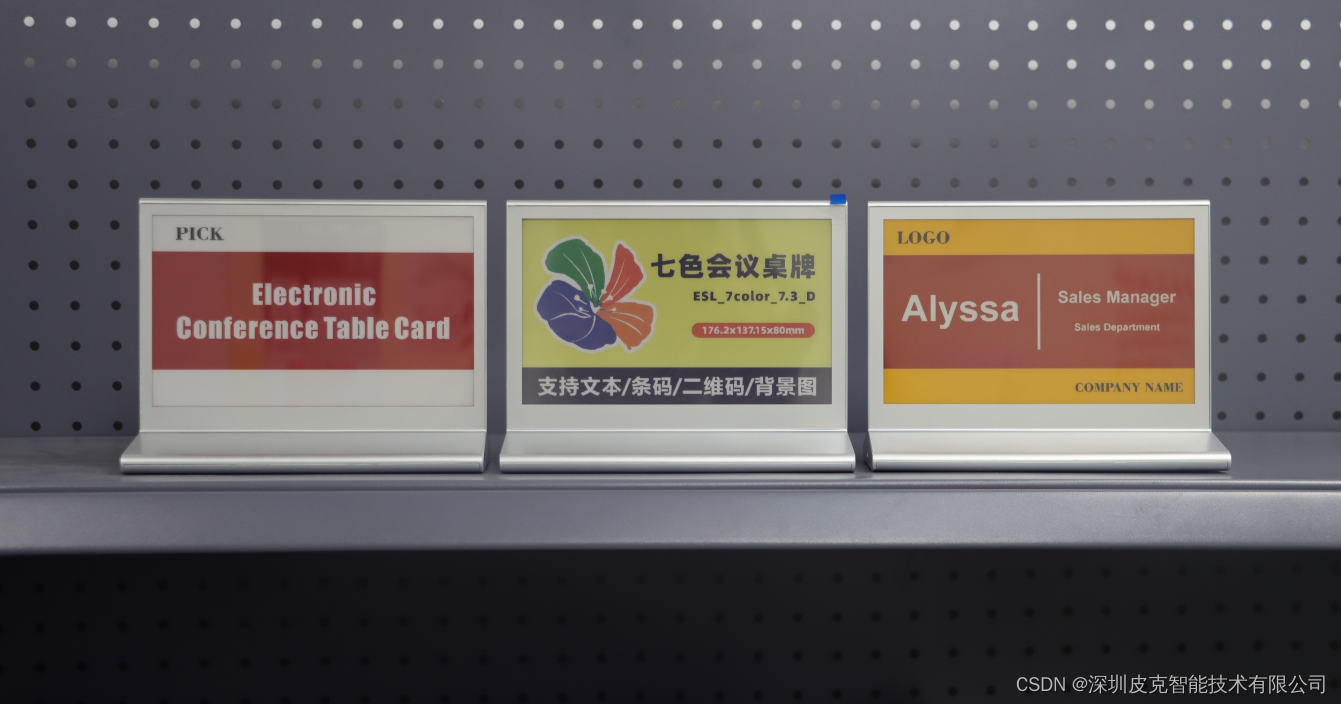 PICK
Electronic
Conference Table Card
七色会议桌牌
ESL_7color_7.3_D
176.2x137.15x80mm
支持文本/条码/二维码/背景图
LOGO
Alyssa
Sales Manager
Sales Department
COMPANY NAME
CSDN @深圳皮克智能技术有限公司